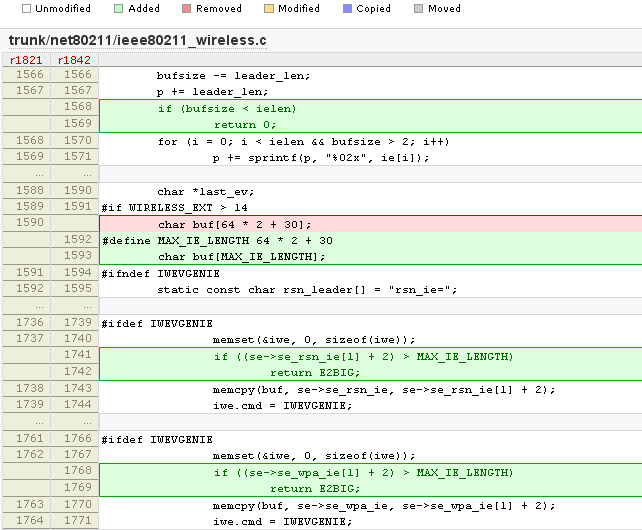 Unmodified Added Removed Modified Copied Moved
trunk/net80211/ieee80211_wireless.c
r1821 r1842
1566 1566 bufsize -= leader_len;
1567 1567 p += leader_len;
1568 if (bufsize < ielen)
1569 return 0;
1568 1570 for (i = 0; i < ielen && bufsize > 2; i++)
1569 1571 p += sprintf(p, "%02x", ie[i]);
... ...
1588 1590 char *last_ev;
1589 1591 #if WIRELESS_EXT > 14
1590 char buf[64 * 2 + 30];
1592 #define MAX_IE_LENGTH 64 * 2 + 30
1593 char buf[MAX_IE_LENGTH];
1591 1594 #ifndef IWEVGENIE
1592 1595 static const char rsn_leader[] = "rsn_ie=";
... ...
1736 1739 #ifdef IWEVGENIE
1737 1740 memset(&iwe, 0, sizeof(iwe));
1741 if ((se->se_rsn_ie[1] + 2) > MAX_IE_LENGTH)
1742 return E2BIG;
1738 1743 memcpy(buf, se->se_rsn_ie, se->se_rsn_ie[1] + 2);
1739 1744 iwe.cmd = IWEVGENIE;
... ...
1761 1766 #ifdef IWEVGENIE
1762 1767 memset(&iwe, 0, sizeof(iwe));
1768 if ((se->se_wpa_ie[1] + 2) > MAX_IE_LENGTH)
1769 return E2BIG;
1763 1770 memcpy(buf, se->se_wpa_ie, se->se_wpa_ie[1] + 2);
1764 1771 iwe.cmd = IWEVGENIE;